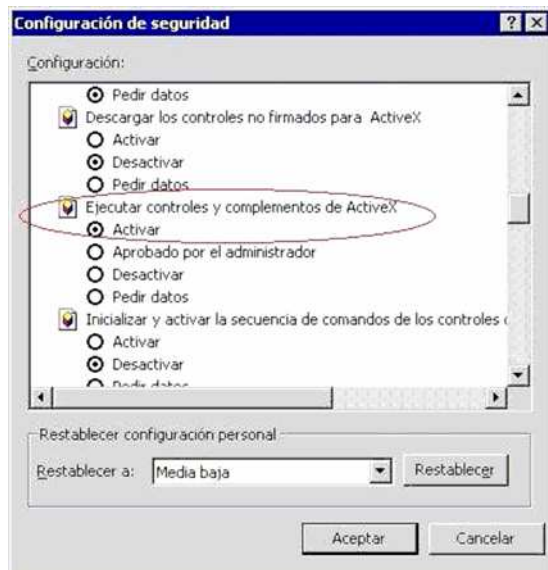 Configuración de seguridad
Configuración:
Pedir datos
Descargar los controles no firmados para ActiveX
Activar
Desactivar
Pedir datos
Ejecutar controles y complementos de ActiveX
Activar
Aprobado por el administrador
Desactivar
Pedir datos
Inicializar y activar la secuencia de comandos de los controles
Activar
Desactivar
Pedir datos
Restablecer configuración personal
Restablecer a: Media baja Restablecer
Aceptar Cancelar